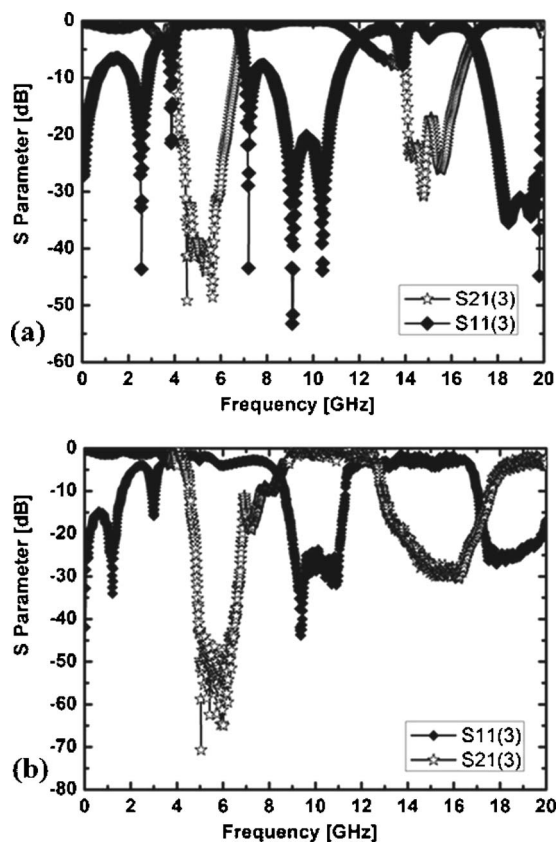 0
-10
-20
-30
-40
-50
-60
S Parameter [dB]
S21(3)
S11(3)
(a)
0 2 4 6 8 10 12 14 16 18 20
Frequency [GHz]
0
-10
-20
-30
-40
-50
-60
-70
-80
S Parameter [dB]
S11(3)
S21(3)
(b)
0 2 4 6 8 10 12 14 16 18 20
Frequency [GHz]